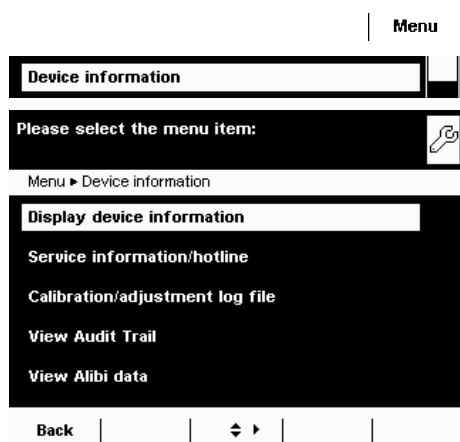 Menu
Device information
Please select the menu item:
Menu ▸ Device information
Display device information
Service information/hotline
Calibration/adjustment log file
View Audit Trail
View Alibi data
Back